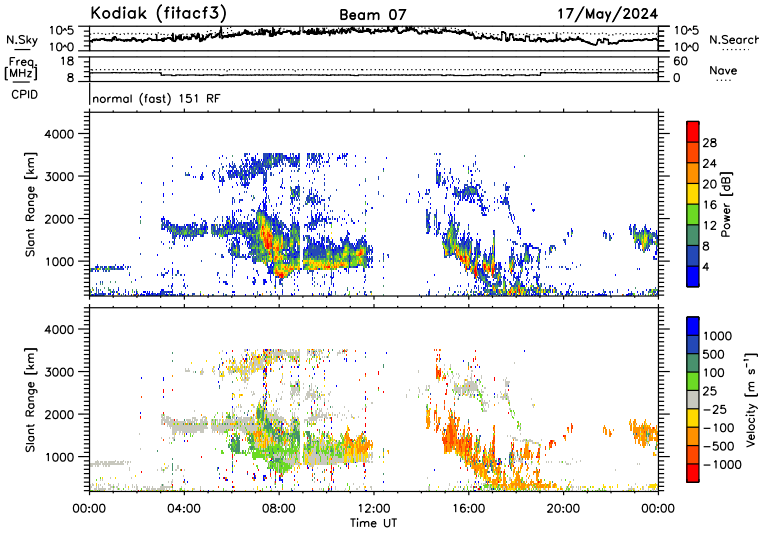 Kodiak (fitacf3) Beam 07 17/May/2024
N.Sky 10^5 10^0 10^5 10^0 N.Search
Freq. [MHz] 18 8 60 0 Nave
CPID normal (fast) 151 RF
Slant Range [km] 4000 3000 2000 1000
Power [dB] 28 24 20 16 12 8 4
Slant Range [km] 4000 3000 2000 1000
Velocity [m s⁻¹] 1000 500 100 25 −25 −100 −500 −1000
00:00 04:00 08:00 12:00 16:00 20:00 00:00
Time UT